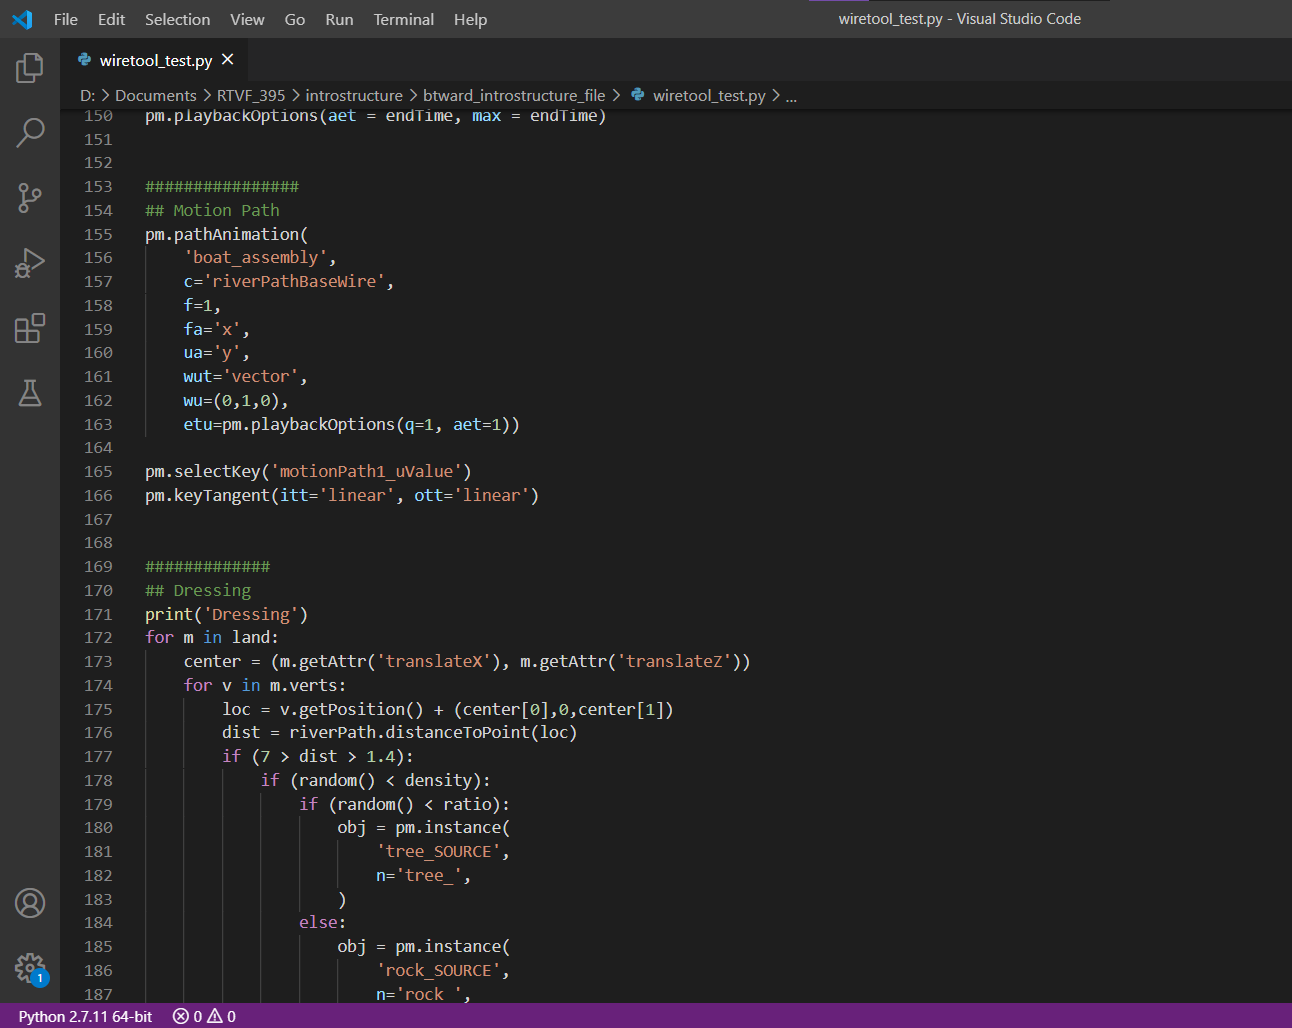 File Edit Selection View Go Run Terminal Help
wiretool_test.py - Visual Studio Code
wiretool_test.py
D: > Documents > RTVF_395 > introstructure > btward_introstructure_file > wiretool_test.py > ...
150 pm.playbackOptions(aet = endTime, max = endTime)
151
152
153 ################
154 ## Motion Path
155 pm.pathAnimation(
156     'boat_assembly',
157     c='riverPathBaseWire',
158     f=1,
159     fa='x',
160     ua='y',
161     wut='vector',
162     wu=(0,1,0),
163     etu=pm.playbackOptions(q=1, aet=1))
164
165 pm.selectKey('motionPath1_uValue')
166 pm.keyTangent(itt='linear', ott='linear')
167
168
169 #############
170 ## Dressing
171 print('Dressing')
172 for m in land:
173     center = (m.getAttr('translateX'), m.getAttr('translateZ'))
174     for v in m.verts:
175         loc = v.getPosition() + (center[0],0,center[1])
176         dist = riverPath.distanceToPoint(loc)
177         if (7 > dist > 1.4):
178             if (random() < density):
179                 if (random() < ratio):
180                     obj = pm.instance(
181                         'tree_SOURCE',
182                         n='tree_',
183                     )
184                 else:
185                     obj = pm.instance(
186                         'rock_SOURCE',
187                         n='rock_',
1
Python 2.7.11 64-bit 0 0